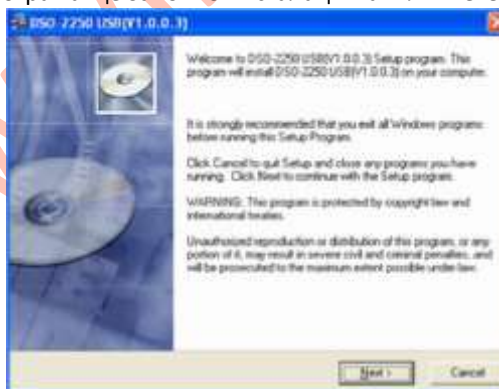 DSO-2250 USB(V1.0.0.3)
Welcome to DSO-2250 USB(V1.0.0.3) Setup program. This
program will install DSO-2250 USB(V1.0.0.3) on your computer.
It is strongly recommended that you exit all Windows programs
before running this Setup Program.
Click Cancel to quit Setup and close any programs you have
running. Click Next to continue with the Setup program.
WARNING: This program is protected by copyright law and
international treaties.
Unauthorized reproduction or distribution of this program, or any
portion of it, may result in severe civil and criminal penalties, and
will be prosecuted to the maximum extent possible under law.
Next >
Cancel